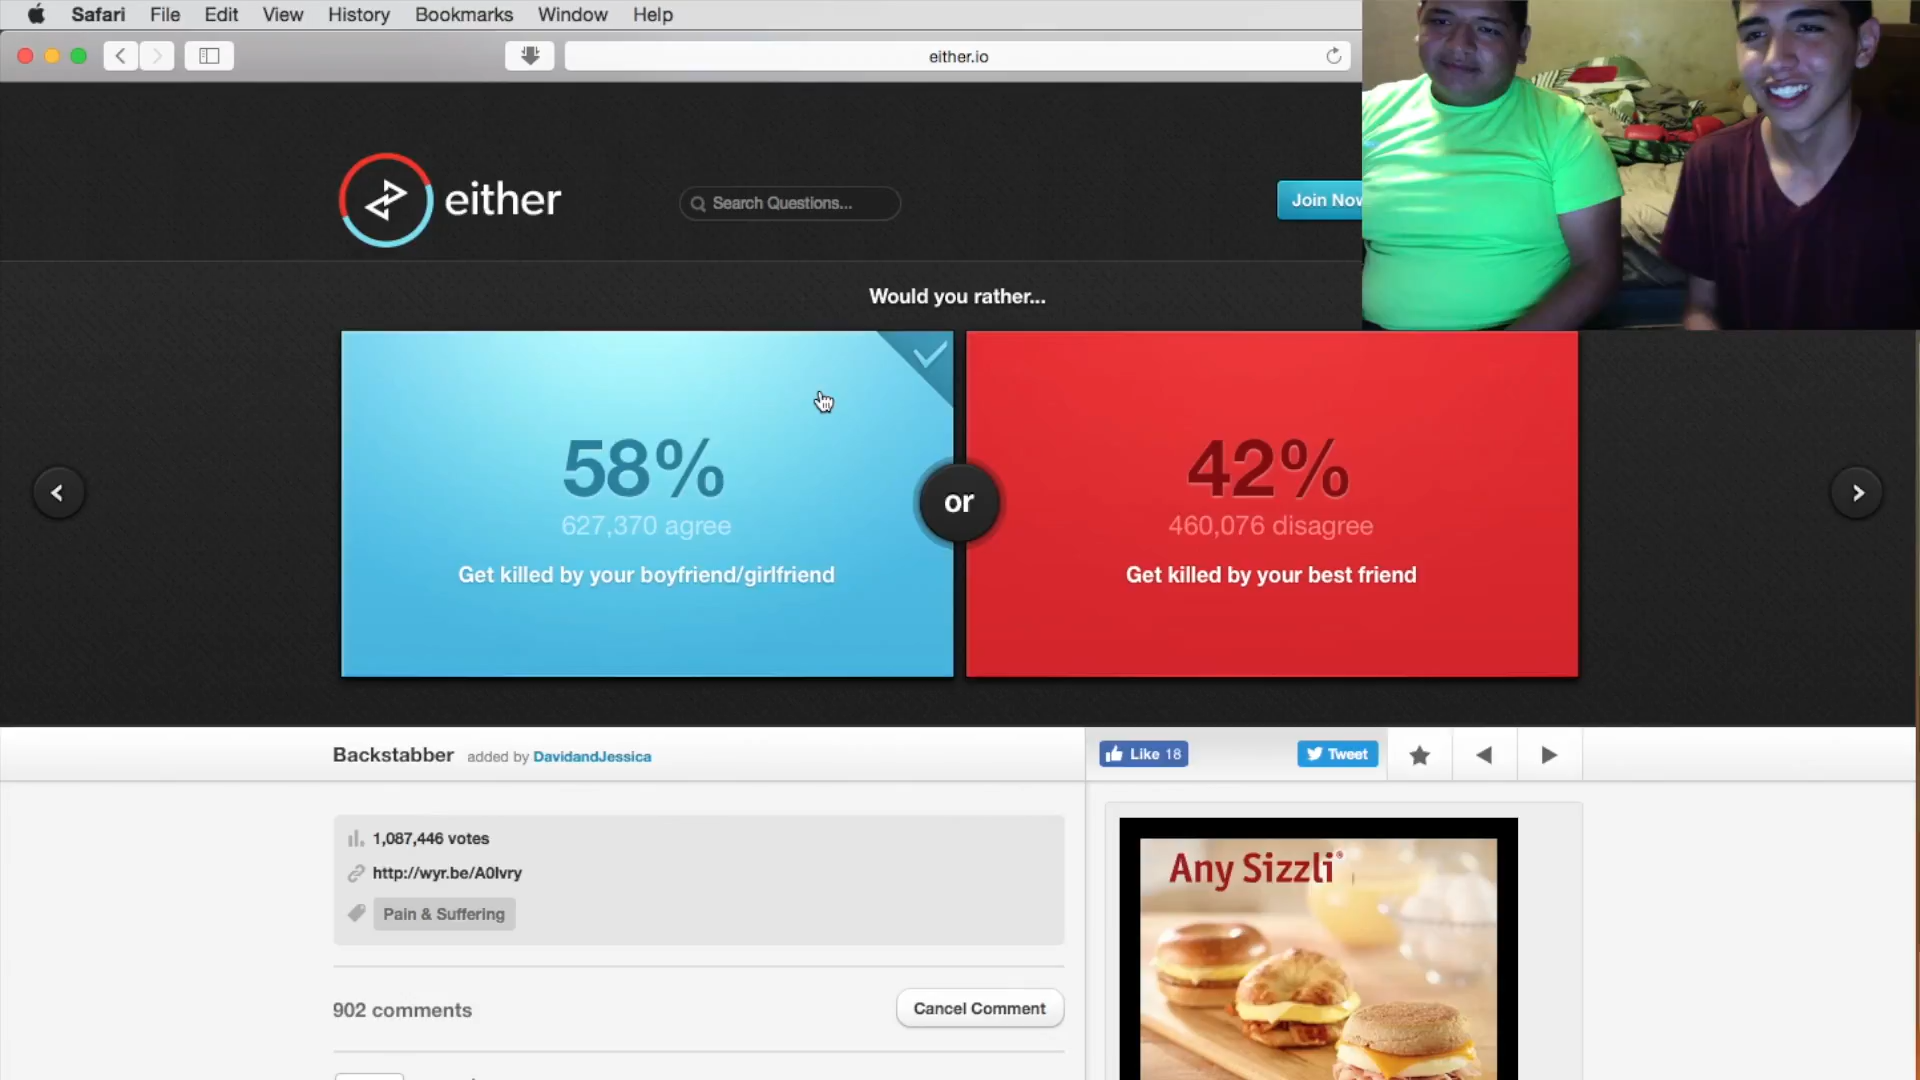 Safari File Edit View History Bookmarks Window Help
either.io
either
Search Questions...
Join Now
Would you rather...
58%
627,370 agree
Get killed by your boyfriend/girlfriend
or
42%
460,076 disagree
Get killed by your best friend
Backstabber added by DavidandJessica
Like 18
Tweet
1,087,446 votes
http://wyr.be/A0Ivry
Pain & Suffering
902 comments
Cancel Comment
Any Sizzli®